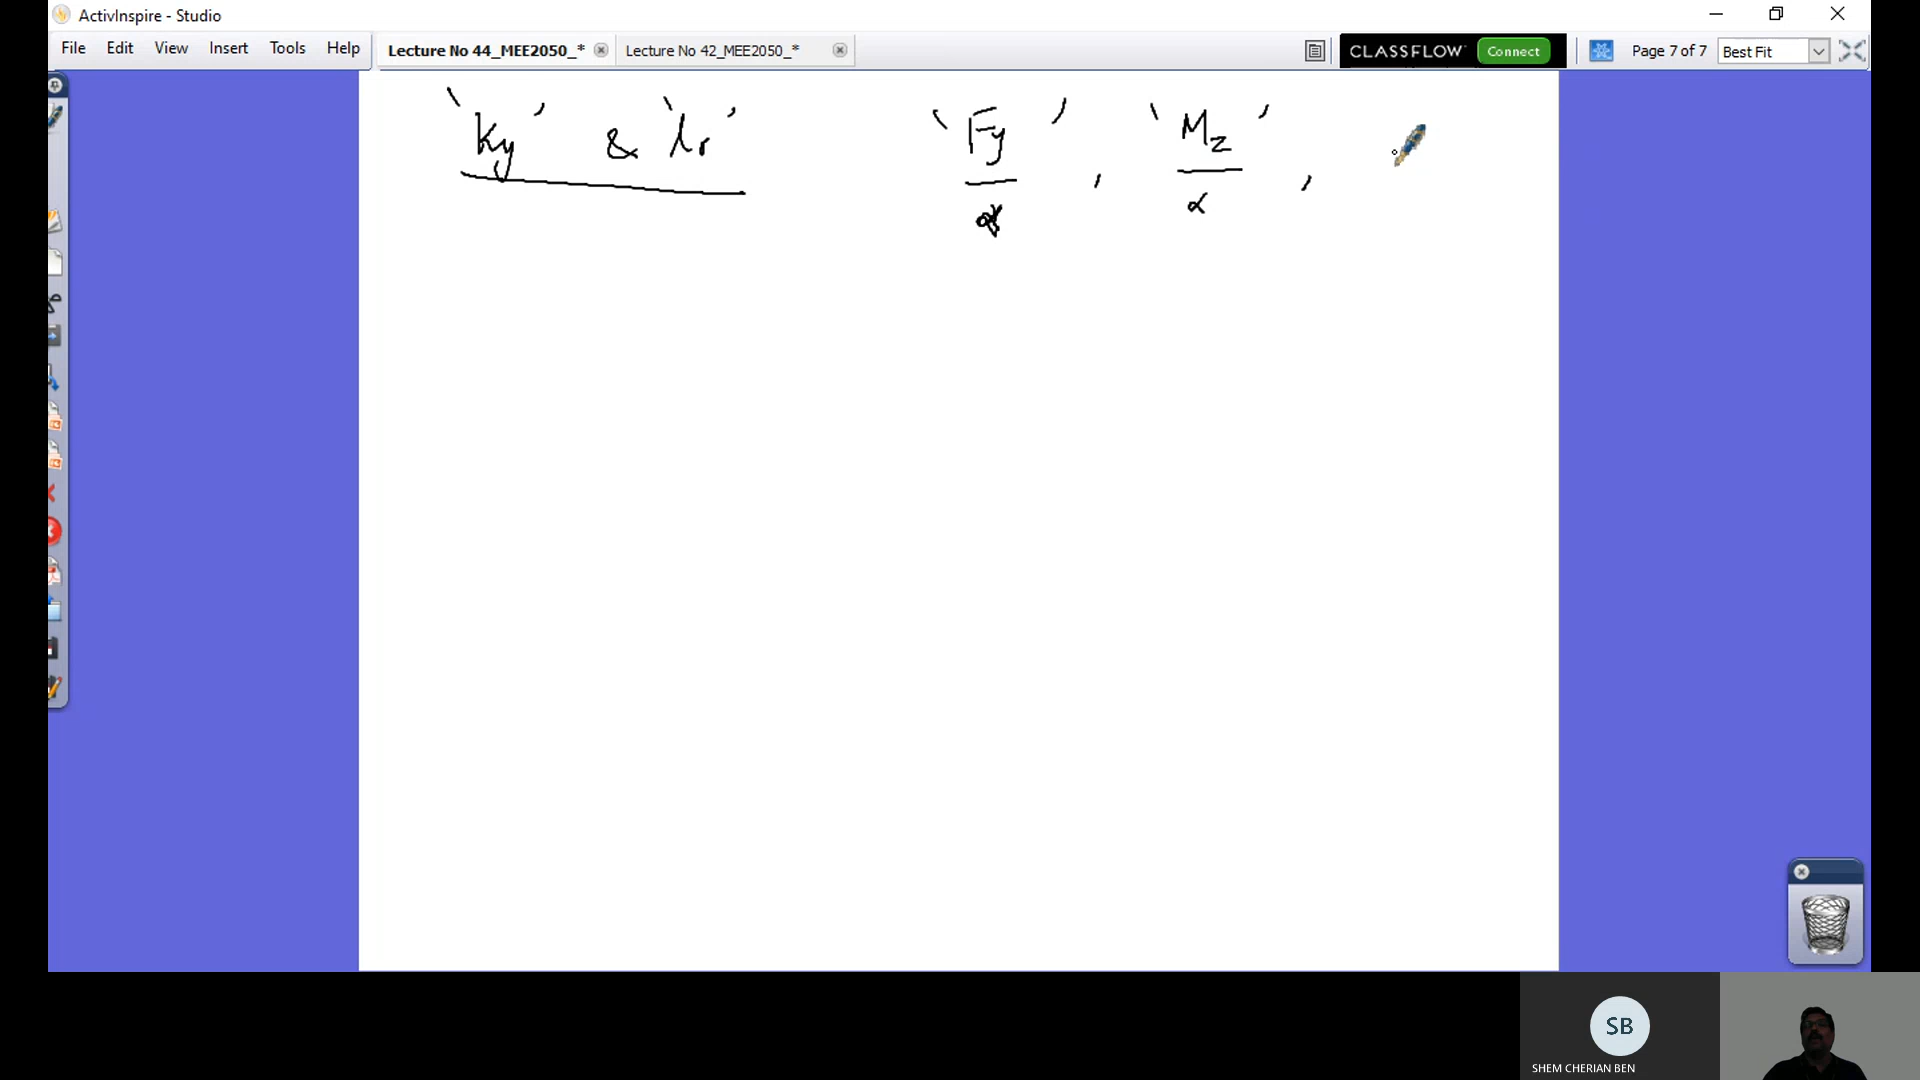 ActivInspire - Studio
File Edit View Insert Tools Help Lecture No 44_MEE2050_* Lecture No 42_MEE2050_* CLASSFLOW Connect Page 7 of 7 Best Fit
'Ky' & 'λr' 'Fy/α', 'Mz/α',
SB
SHEM CHERIAN BEN